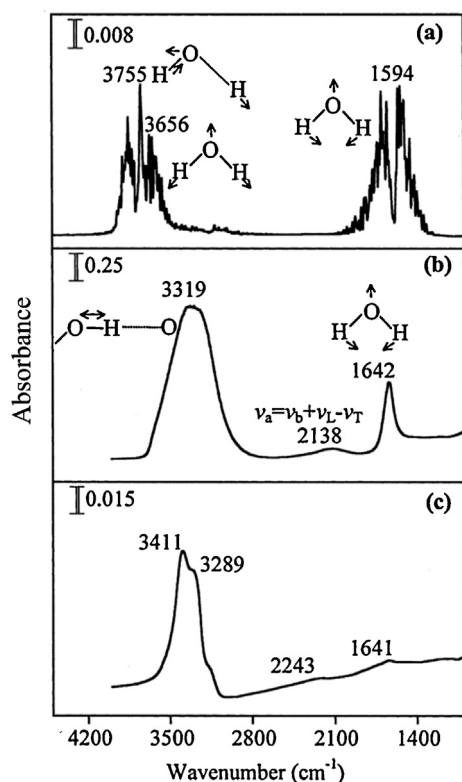 0.008
(a)
3755
3656
1594
H
O
H
H
O
H
H
O
H
0.25
(b)
3319
O H O
O
H H
1642
νa=νb+νL-νT
2138
0.015
(c)
3411
3289
2243
1641
Absorbance
4200 3500 2800 2100 1400
Wavenumber (cm-1)